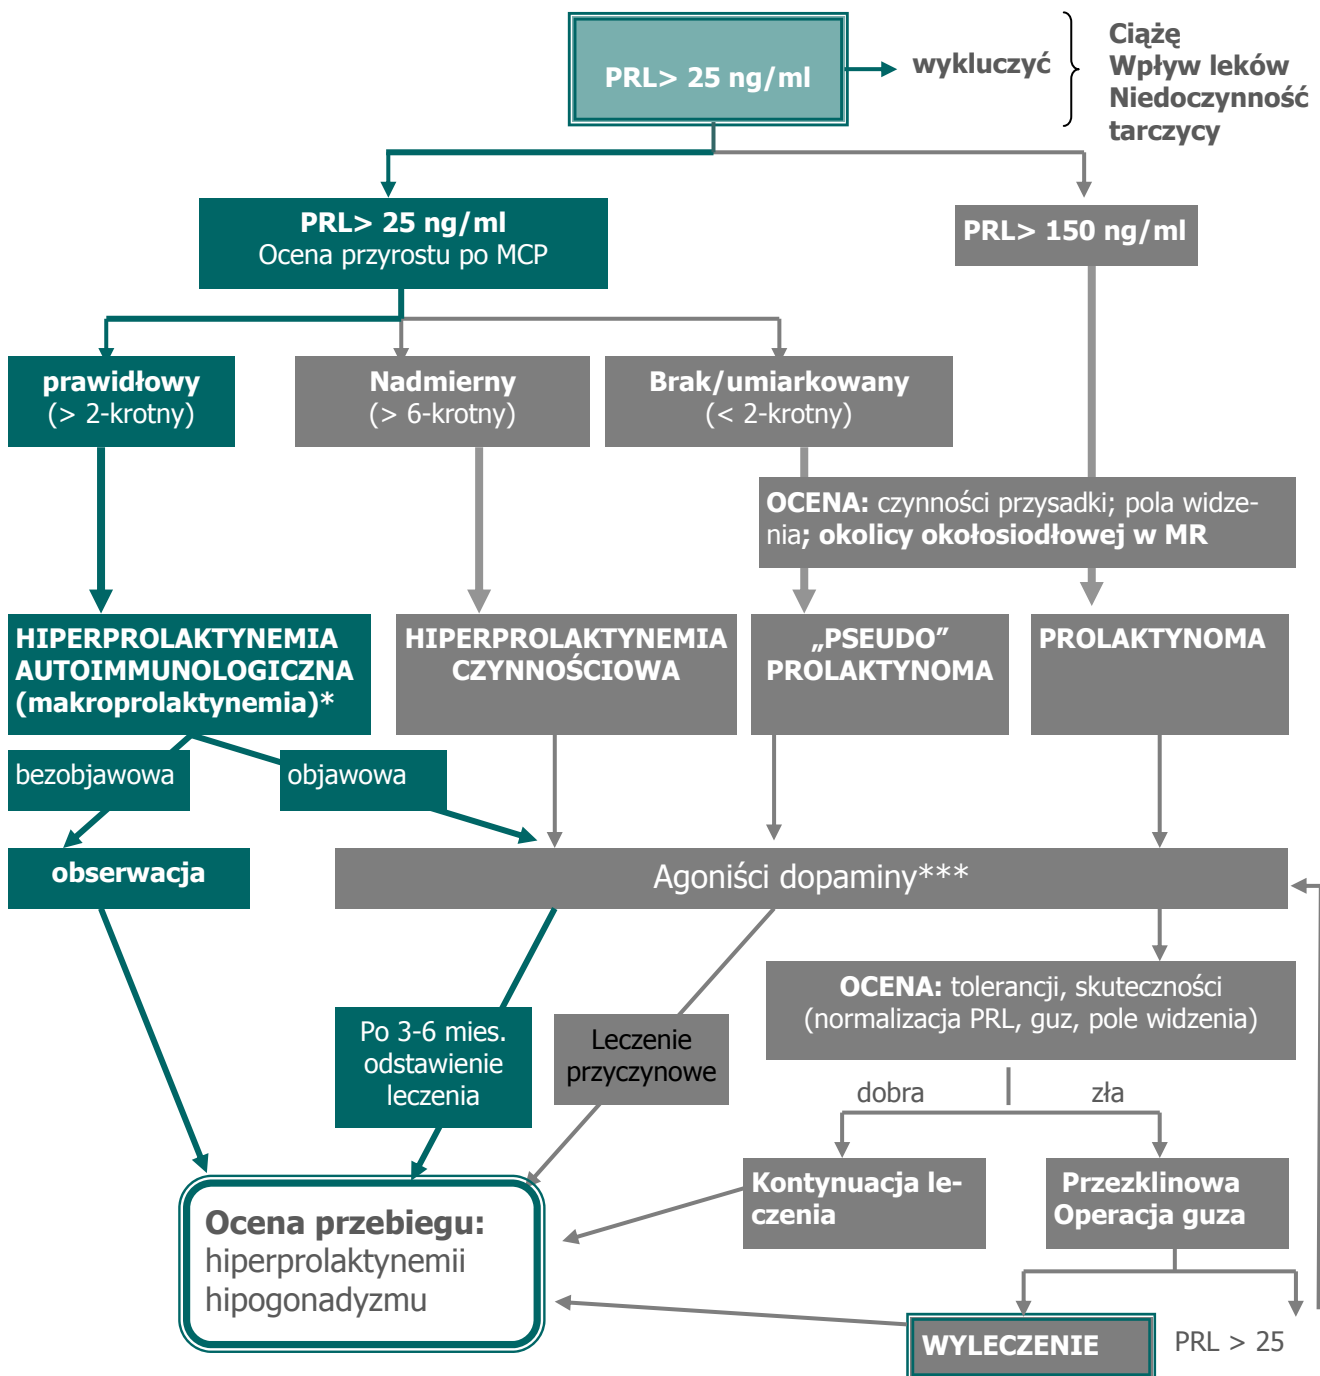 PRL> 25 ng/ml
wykluczyć
Ciążę
Wpływ leków
Niedoczynność
tarczycy
PRL> 25 ng/ml
Ocena przyrostu po MCP
PRL> 150 ng/ml
prawidłowy
(> 2-krotny)
Nadmierny
(> 6-krotny)
Brak/umiarkowany
(< 2-krotny)
OCENA: czynności przysadki; pola widze-
nia; okolicy okołosiodłowej w MR
HIPERPROLAKTYNEMIA
AUTOIMMUNOLOGICZNA
(makroprolaktynemia)*
HIPERPROLAKTYNEMIA
CZYNNOŚCIOWA
„PSEUDO”
PROLAKTYNOMA
PROLAKTYNOMA
bezobjawowa
objawowa
obserwacja
Agoniści dopaminy***
OCENA: tolerancji, skuteczności
(normalizacja PRL, guz, pole widzenia)
Po 3-6 mies.
odstawienie
leczenia
Leczenie
przyczynowe
dobra
zła
Kontynuacja le-
czenia
Przezklinowa
Operacja guza
Ocena przebiegu:
hiperprolaktynemii
hipogonadyzmu
WYLECZENIE
PRL > 25